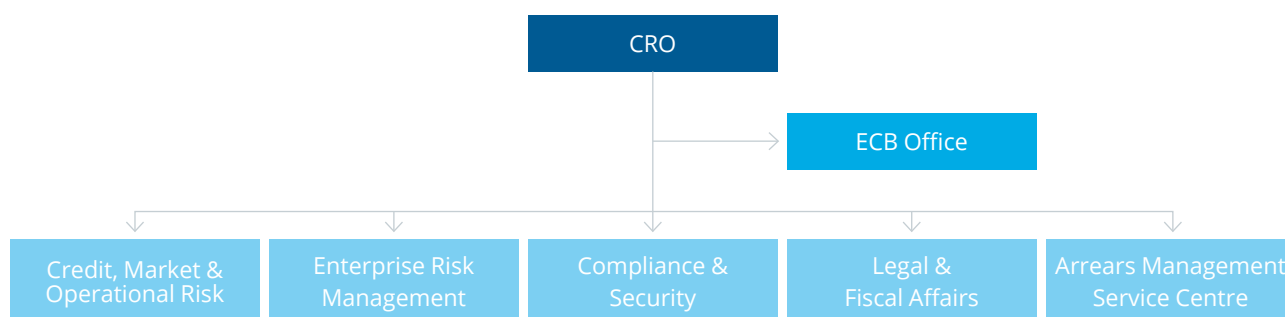 CRO
ECB Office
Credit, Market &
Operational Risk
Enterprise Risk
Management
Compliance &
Security
Legal &
Fiscal Affairs
Arrears Management
Service Centre